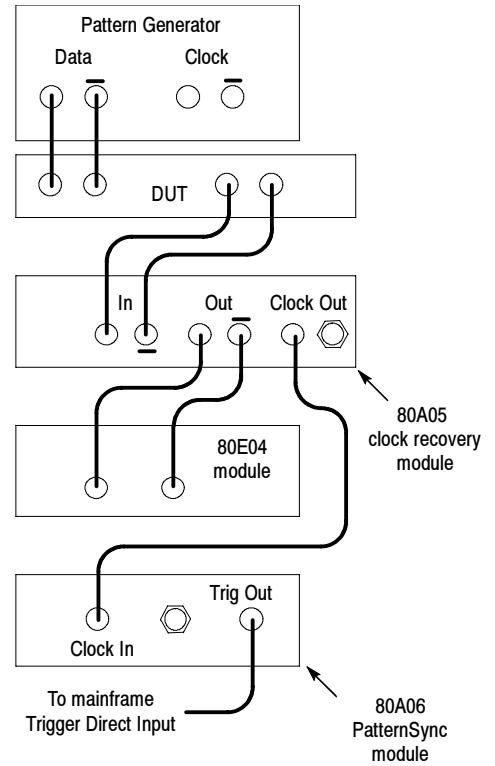 Pattern Generator
Data Clock
DUT
In Out Clock Out
80A05
clock recovery
module
80E04
module
Trig Out
Clock In
To mainframe
Trigger Direct Input
80A06
PatternSync
module